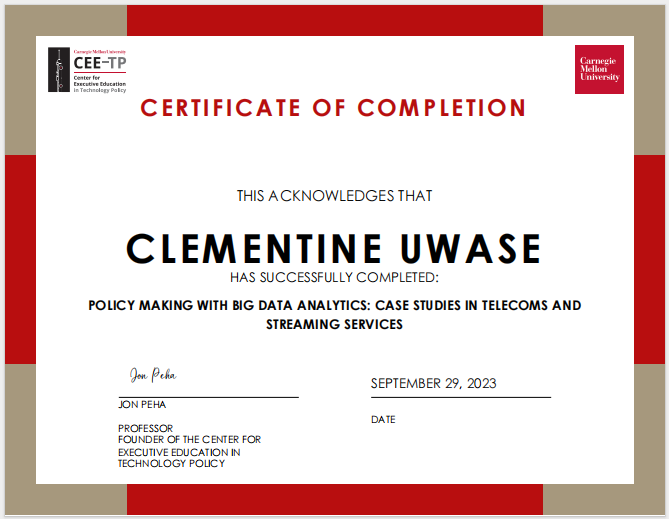 Carnegie Mellon University
CEE-TP
Center for
Executive Education
in Technology Policy
Carnegie
Mellon
University
CERTIFICATE OF COMPLETION
THIS ACKNOWLEDGES THAT
CLEMENTINE UWASE
HAS SUCCESSFULLY COMPLETED:
POLICY MAKING WITH BIG DATA ANALYTICS: CASE STUDIES IN TELECOMS AND
STREAMING SERVICES
Jon Peha
SEPTEMBER 29, 2023
JON PEHA
DATE
PROFESSOR
FOUNDER OF THE CENTER FOR
EXECUTIVE EDUCATION IN
TECHNOLOGY POLICY